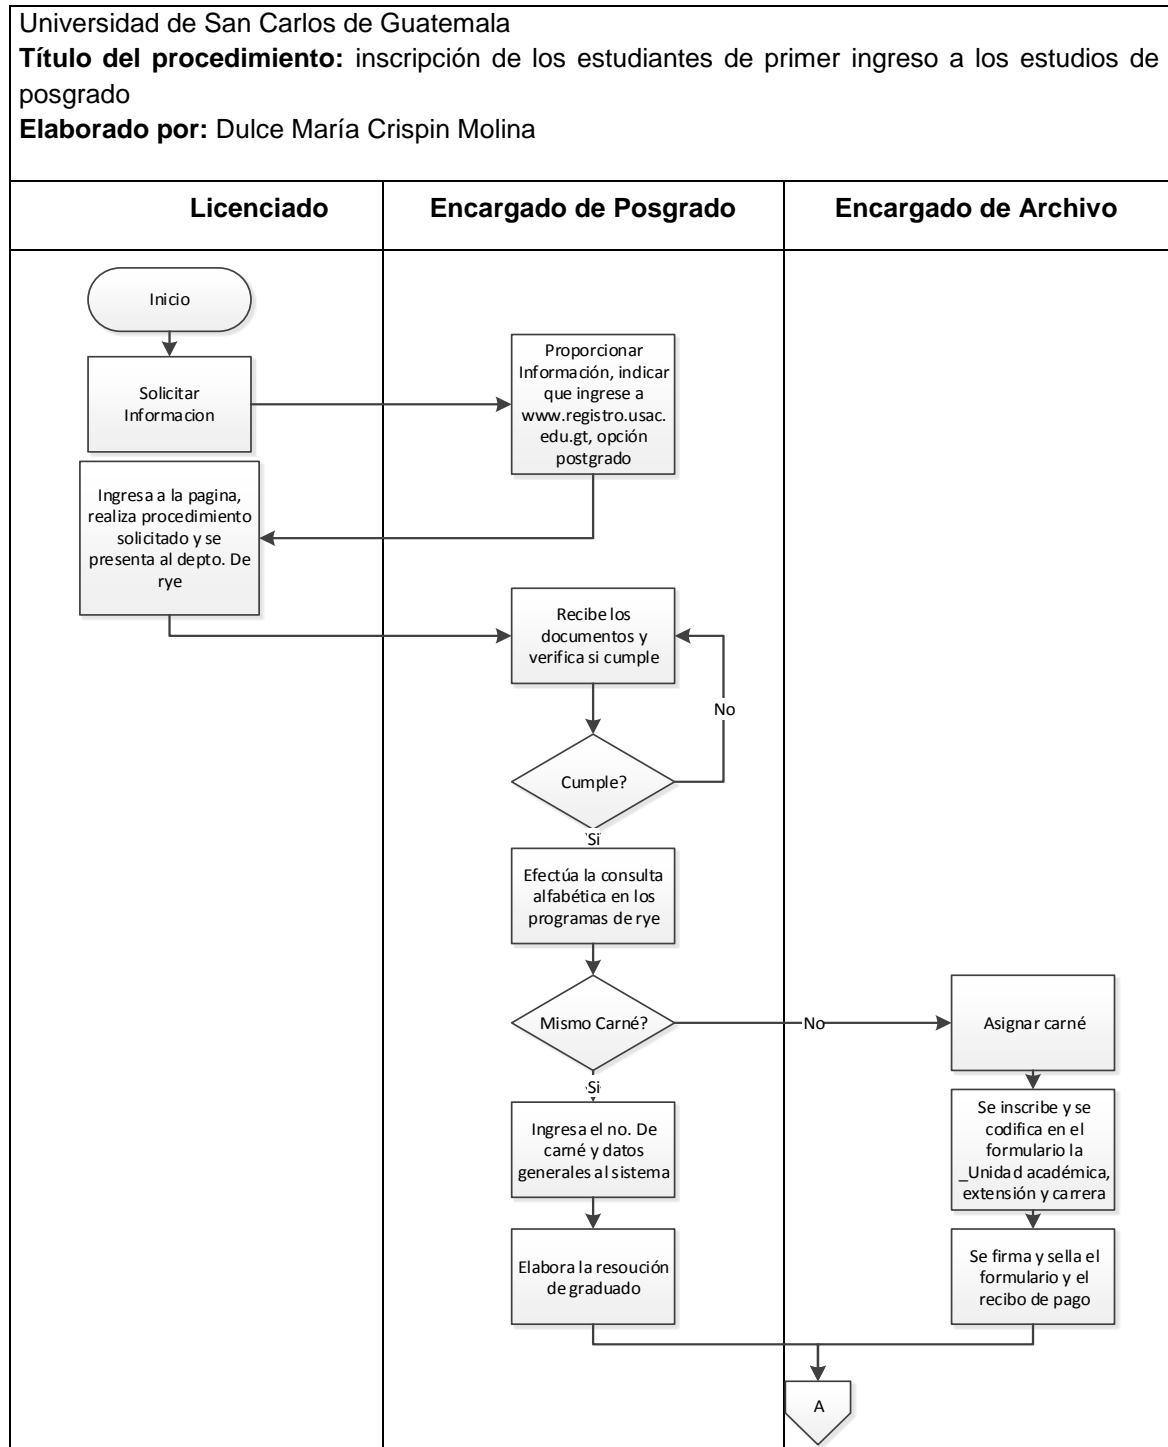 Universidad de San Carlos de Guatemala
Título del procedimiento: inscripción de los estudiantes de primer ingreso a los estudios de
posgrado
Elaborado por: Dulce María Crispin Molina
Licenciado
Encargado de Posgrado
Encargado de Archivo
Inicio
Solicitar
Informacion
Proporcionar
Información, indicar
que ingrese a
www.registro.usac.
edu.gt, opción
postgrado
Ingresa a la pagina,
realiza procedimiento
solicitado y se
presenta al depto. De
rye
Recibe los
documentos y
verifica si cumple
No
Cumple?
Si
Efectúa la consulta
alfabética en los
programas de rye
Mismo Carné?
No
Asignar carné
Si
Ingresa el no. De
carné y datos
generales al sistema
Se inscribe y se
codifica en el
formulario la
_Unidad académica,
extensión y carrera
Elabora la resoución
de graduado
Se firma y sella el
formulario y el
recibo de pago
A